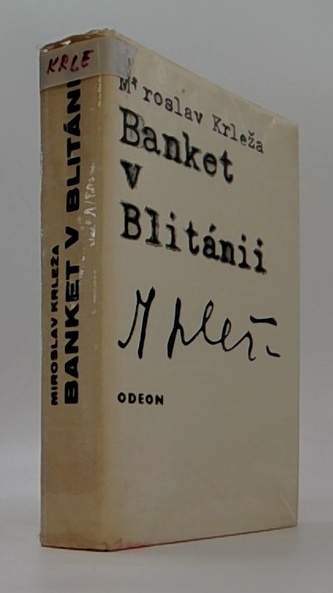 KRLE
MIROSLAV KRLEŽA
BANKET V BLITÁNII
Miroslav Krleža
Banket
v
Blitánii
ODEON